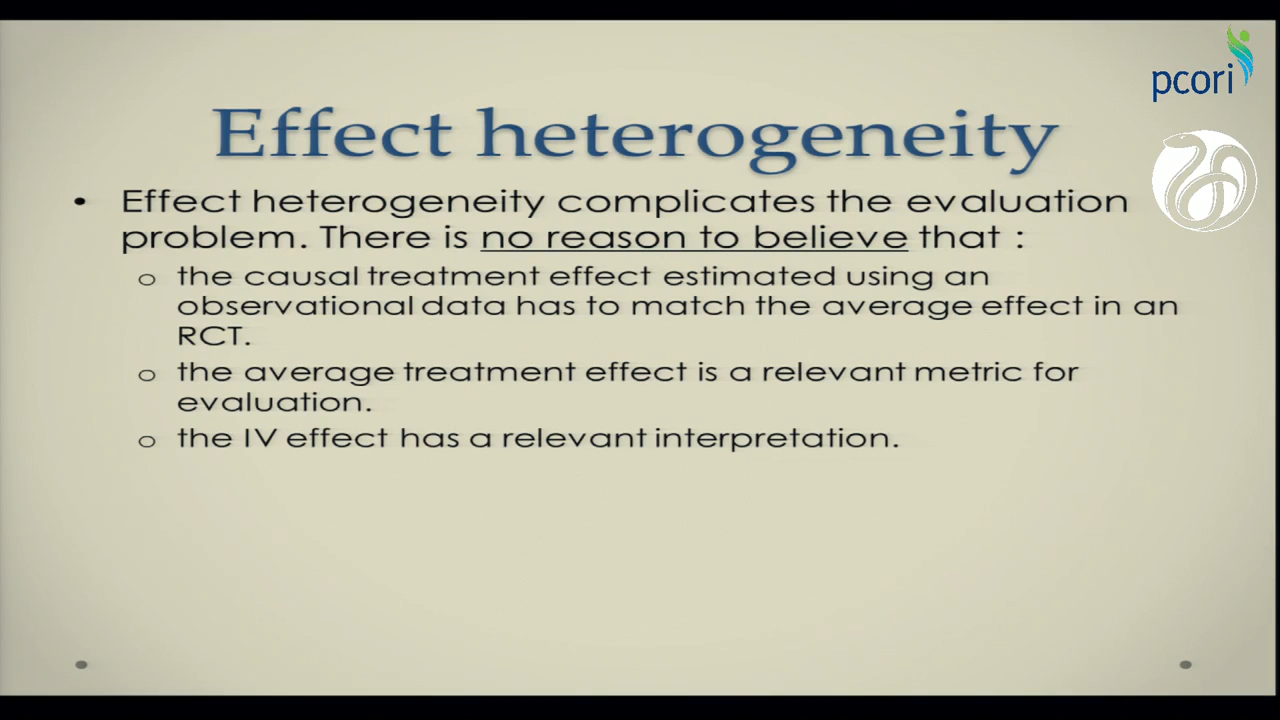 pcori
Effect heterogeneity
• Effect heterogeneity complicates the evaluation
problem. There is no reason to believe that :
o the causal treatment effect estimated using an
observational data has to match the average effect in an
RCT.
o the average treatment effect is a relevant metric for
evaluation.
o the IV effect has a relevant interpretation.